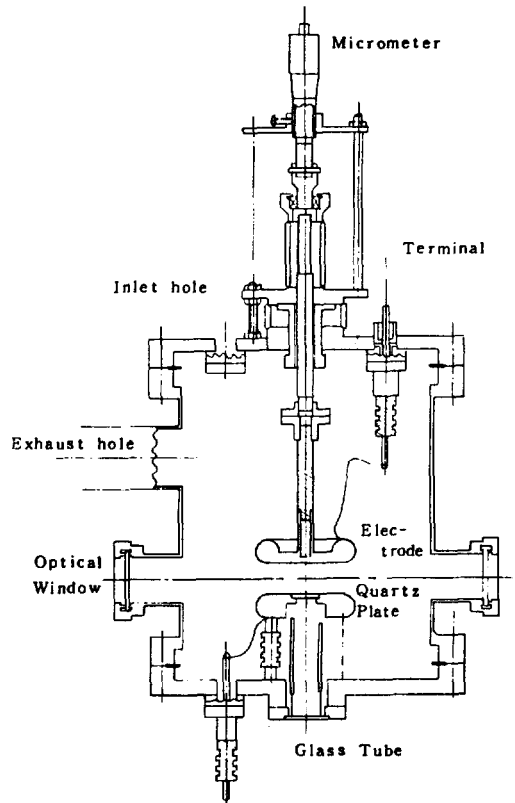 Micrometer
Terminal
Inlet hole
Exhaust hole
Elec-
trode
Optical
Window
Quartz
Plate
Glass Tube